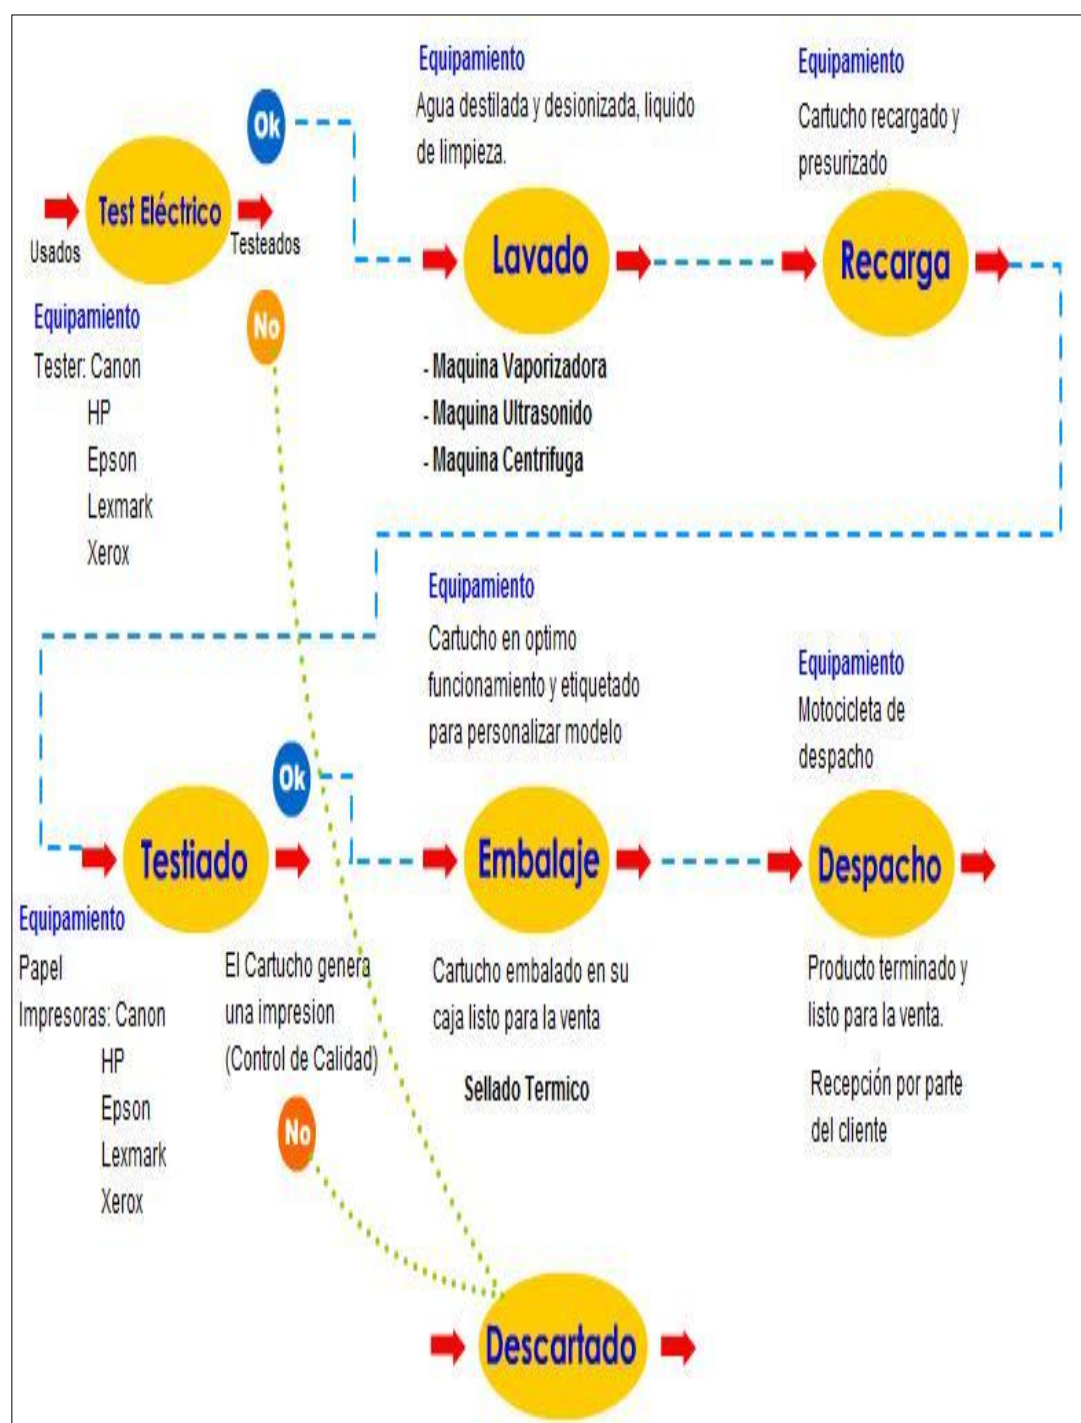 Equipamiento
Agua destilada y desionizada, liquido
de limpieza.
Equipamiento
Cartucho recargado y
presurizado
Ok
Test Eléctrico
Usados
Testeados
No
Lavado
Recarga
Equipamiento
Tester: Canon
HP
Epson
Lexmark
Xerox
- Maquina Vaporizadora
- Maquina Ultrasonido
- Maquina Centrifuga
Equipamiento
Cartucho en optimo
funcionamiento y etiquetado
para personalizar modelo
Equipamiento
Motocicleta de
despacho
Ok
Testiado
Embalaje
Despacho
Equipamiento
Papel
Impresoras: Canon
HP
Epson
Lexmark
Xerox
El Cartucho genera
una impresion
(Control de Calidad)
No
Cartucho embalado en su
caja listo para la venta
Sellado Termico
Producto terminado y
listo para la venta.
Recepción por parte
del cliente
Descartado